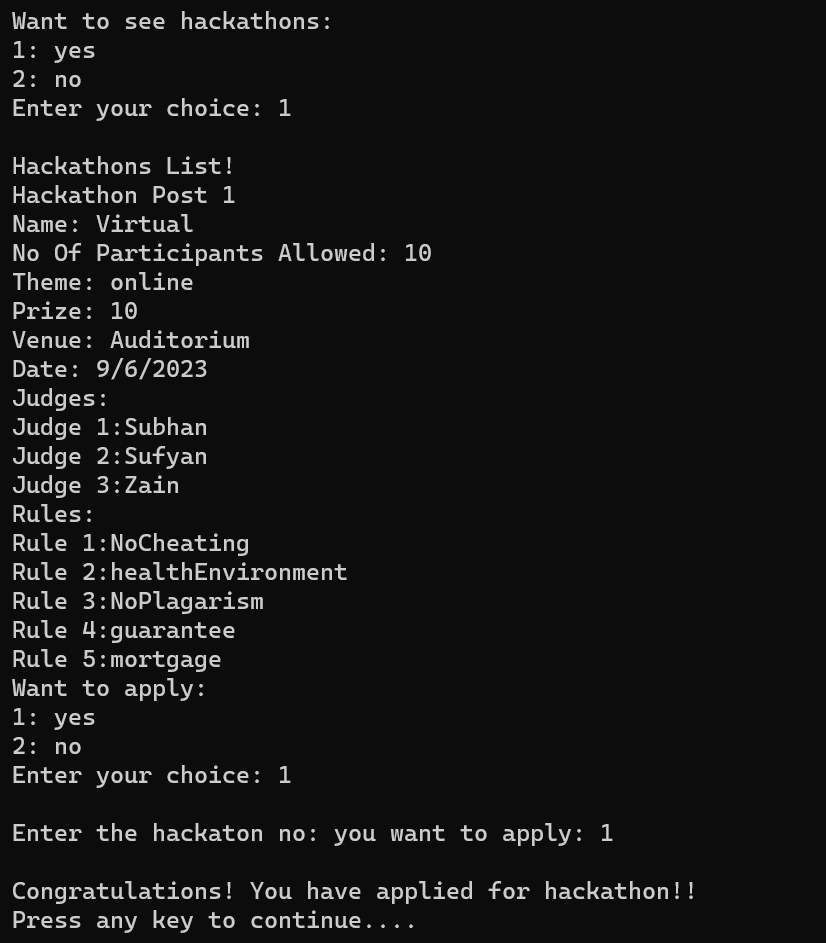 Want to see hackathons:
1: yes
2: no
Enter your choice: 1
Hackathons List!
Hackathon Post 1
Name: Virtual
No Of Participants Allowed: 10
Theme: online
Prize: 10
Venue: Auditorium
Date: 9/6/2023
Judges:
Judge 1:Subhan
Judge 2:Sufyan
Judge 3:Zain
Rules:
Rule 1:NoCheating
Rule 2:healthEnvironment
Rule 3:NoPlagarism
Rule 4:guarantee
Rule 5:mortgage
Want to apply:
1: yes
2: no
Enter your choice: 1
Enter the hackaton no: you want to apply: 1
Congratulations! You have applied for hackathon!!
Press any key to continue....